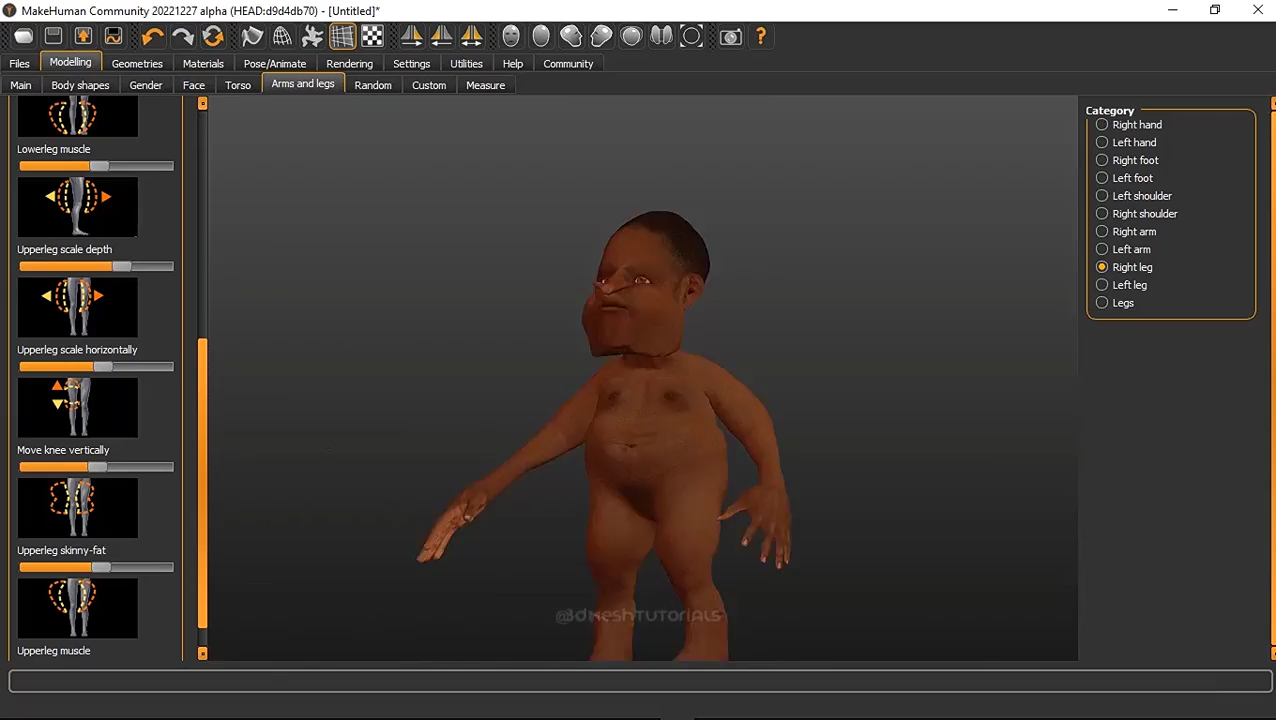 MakeHuman Community 20221227 alpha (HEAD:d9d4db70) - [Untitled]*
Files Modelling Geometries Materials Pose/Animate Rendering Settings Utilities Help Community
Main Body shapes Gender Face Torso Arms and legs Random Custom Measure
Lowerleg muscle
Upperleg scale depth
Upperleg scale horizontally
Move knee vertically
Upperleg skinny-fat
Upperleg muscle
Category
Right hand
Left hand
Right foot
Left foot
Left shoulder
Right shoulder
Right arm
Left arm
Right leg
Left leg
Legs
@3dMeshTutorials